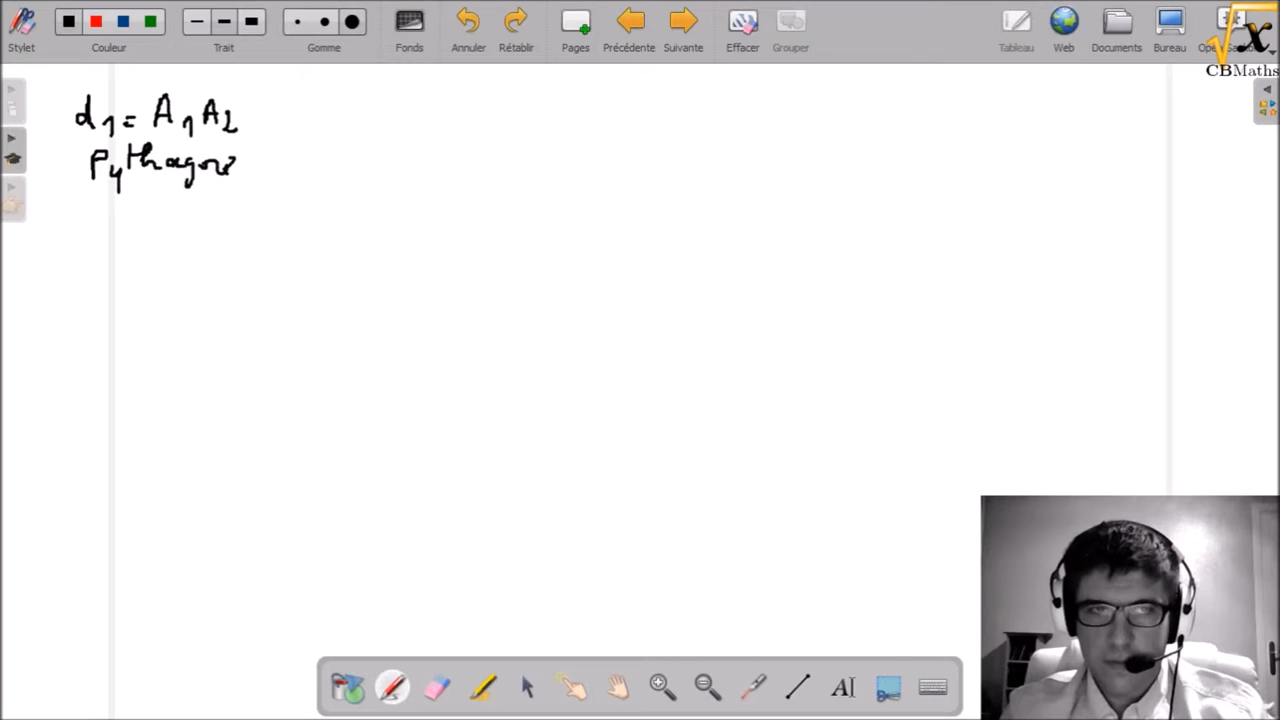 Stylet Couleur Trait Gomme Fonds Annuler Rétablir Pages Précédente Suivante Effacer Grouper Tableau Web Documents Bureau
√x
CBMaths
d1 = A1A2
Pythagore
AI